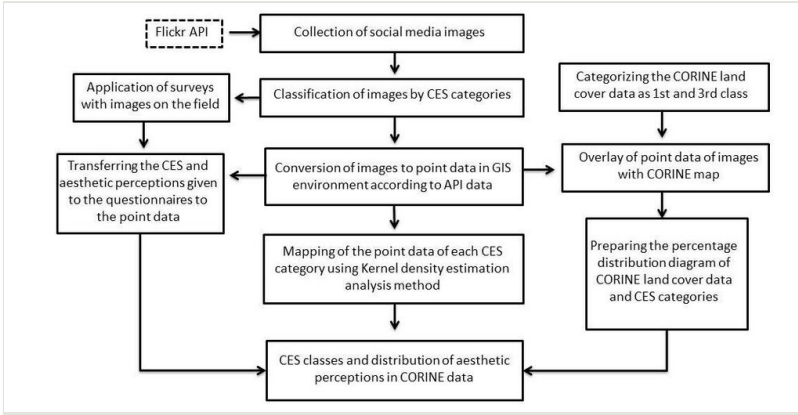 Flickr API
Collection of social media images
Application of surveys
with images on the field
Classification of images by CES categories
Categorizing the CORINE land
cover data as 1st and 3rd class
Transferring the CES and
aesthetic perceptions given
to the questionnaires to
the point data
Conversion of images to point data in GIS
environment according to API data
Overlay of point data of images
with CORINE map
Mapping of the point data of each CES
category using Kernel density estimation
analysis method
Preparing the percentage
distribution diagram of
CORINE land cover data
and CES categories
CES classes and distribution of aesthetic
perceptions in CORINE data